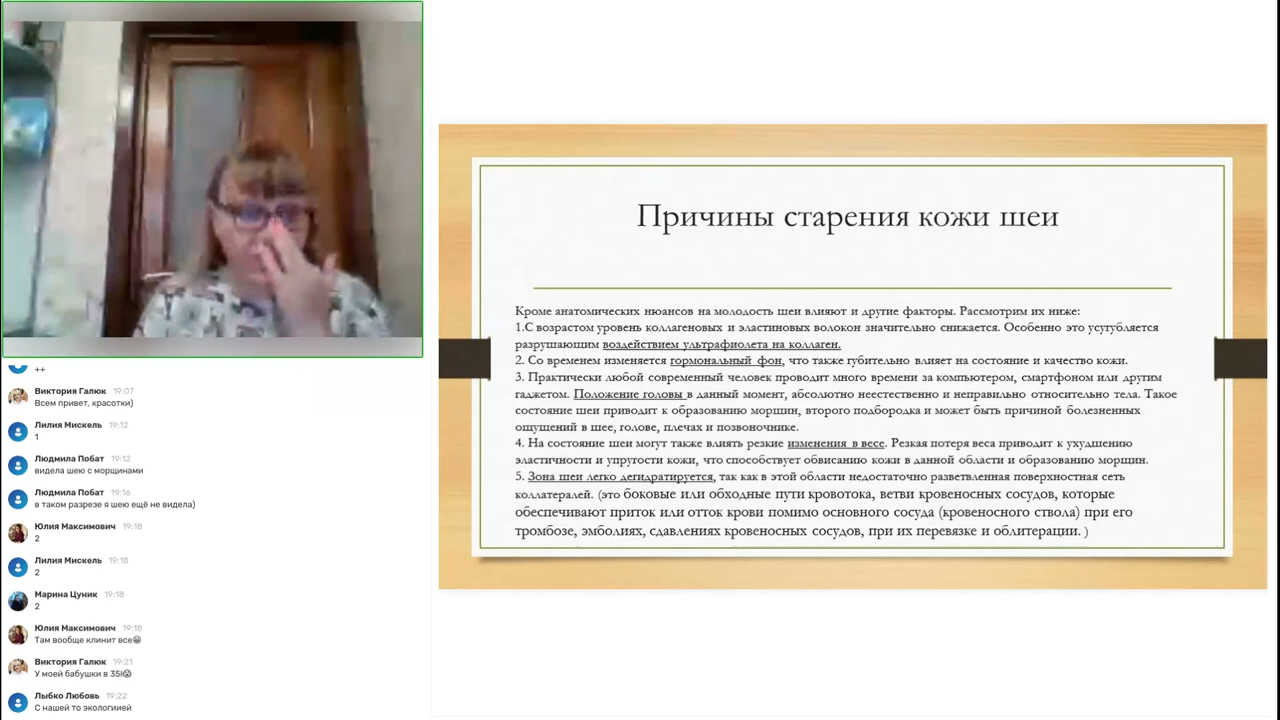 ++
Виктория Галюк 19:07
Всем привет, красотки)
Лилия Мискель 19:12
1
Людмила Побат 19:12
видела шею с морщинами
Людмила Побат 19:16
в таком разрезе я шею ещё не видела)
Юлия Максимович 19:18
2
Лилия Мискель 19:18
2
Марина Цуник 19:18
2
Юлия Максимович 19:18
Там вообще клинит все😀
Виктория Галюк 19:21
У моей бабушки в 35!😱
Лыбко Любовь 19:22
С нашей то экологиией
Причины старения кожи шеи
Кроме анатомических нюансов на молодость шеи влияют и другие факторы. Рассмотрим их ниже:
1.С возрастом уровень коллагеновых и эластиновых волокон значительно снижается. Особенно это усугубляется
разрушающим воздействием ультрафиолета на коллаген.
2. Со временем изменяется гормональный фон, что также губительно влияет на состояние и качество кожи.
3. Практически любой современный человек проводит много времени за компьютером, смартфоном или другим
гаджетом. Положение головы в данный момент, абсолютно неестественно и неправильно относительно тела. Такое
состояние шеи приводит к образованию морщин, второго подбородка и может быть причиной болезненных
ощущений в шее, голове, плечах и позвоночнике.
4. На состояние шеи могут также влиять резкие изменения в весе. Резкая потеря веса приводит к ухудшению
эластичности и упругости кожи, что способствует обвисанию кожи в данной области и образованию морщин.
5. Зона шеи легко дегидратируется, так как в этой области недостаточно разветвленная поверхностная сеть
коллатералей. (это боковые или обходные пути кровотока, ветви кровеносных сосудов, которые
обеспечивают приток или отток крови помимо основного сосуда (кровеносного ствола) при его
тромбозе, эмболиях, сдавлениях кровеносных сосудов, при их перевязке и облитерации. )